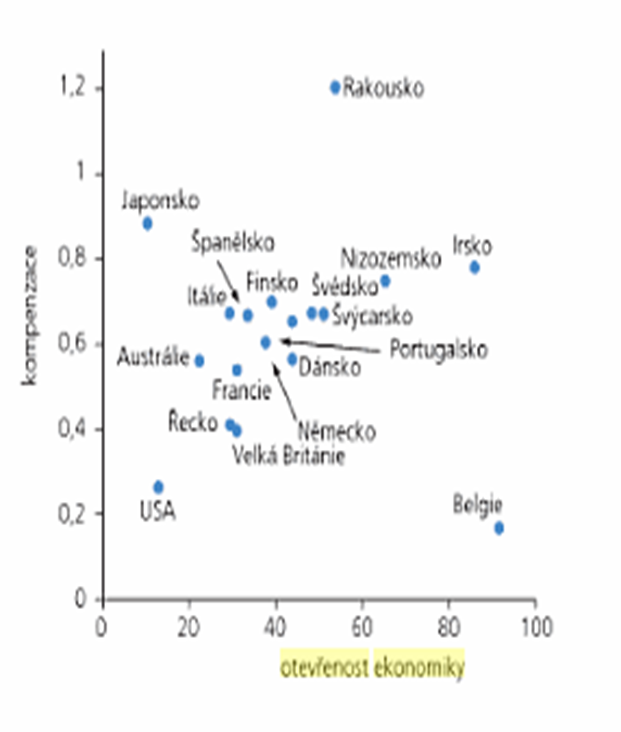 1,2
Rakousko
1
Japonsko
Španělsko
Irsko
0,8
Nizozemsko
Finsko
Švédsko
Itálie
Švýcarsko
kompenzace
0,6
Portugalsko
Austrálie
Dánsko
Francie
Řecko
0,4
Německo
Velká Británie
USA
Belgie
0,2
0
0 20 40 60 80 100
otevřenost ekonomiky